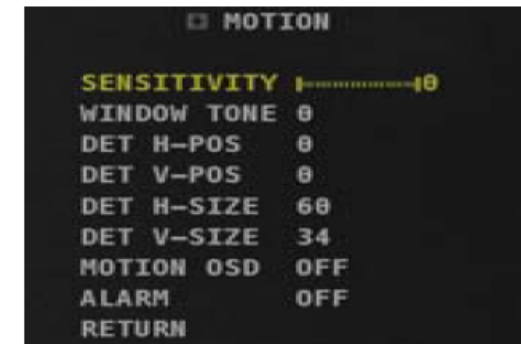 MOTION
SENSITIVITY 0
WINDOW TONE 0
DET H-POS 0
DET V-POS 0
DET H-SIZE 60
DET V-SIZE 34
MOTION OSD OFF
ALARM OFF
RETURN